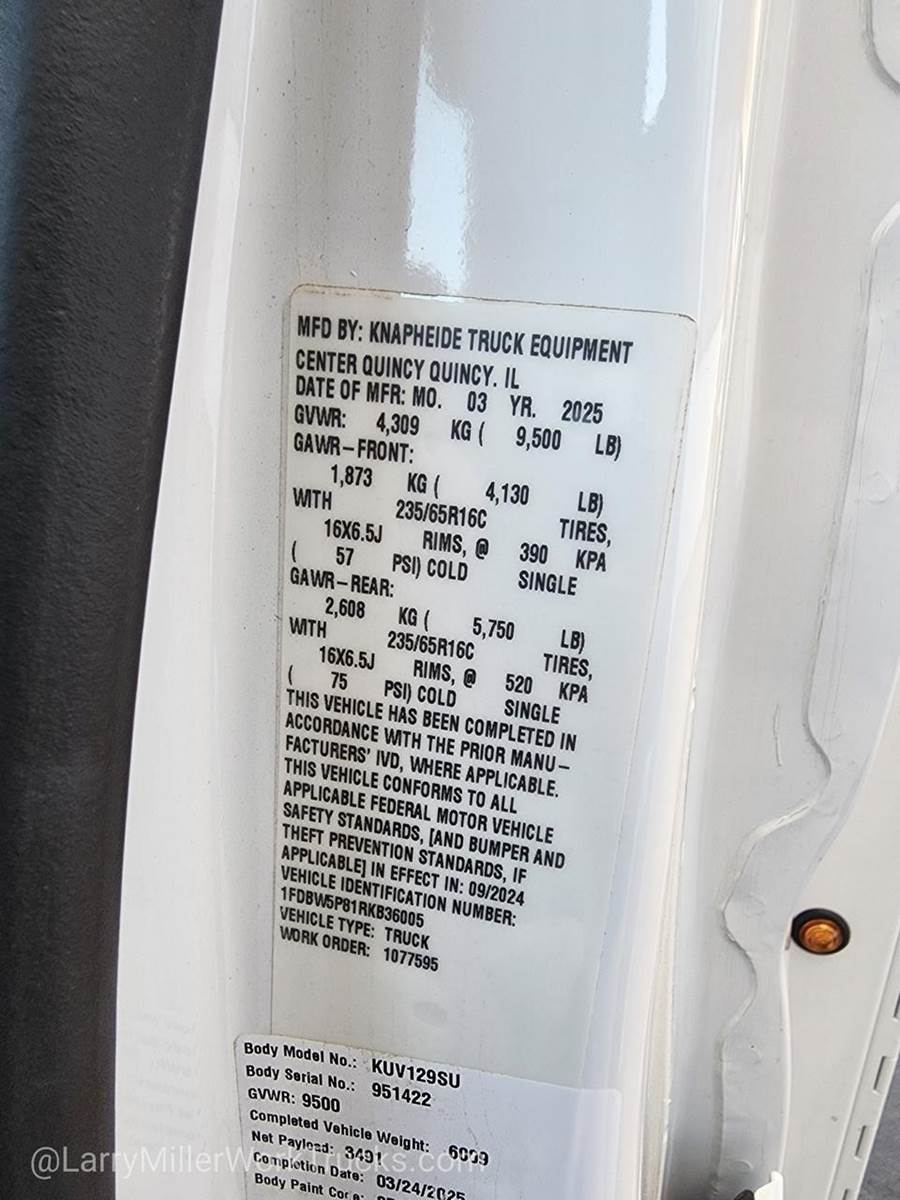 MFD BY: KNAPHEIDE TRUCK EQUIPMENT
CENTER QUINCY QUINCY. IL
DATE OF MFR: MO. 03 YR. 2025
GVWR: 4,309 KG ( 9,500 LB)
GAWR-FRONT:
1,873 KG ( 4,130 LB)
WITH 235/65R16C TIRES,
16X6.5J RIMS, @ 390 KPA
( 57 PSI) COLD SINGLE
GAWR-REAR:
2,608 KG ( 5,750 LB)
WITH 235/65R16C TIRES,
16X6.5J RIMS, @ 520 KPA
( 75 PSI) COLD SINGLE
THIS VEHICLE HAS BEEN COMPLETED IN
ACCORDANCE WITH THE PRIOR MANU-
FACTURERS' IVD, WHERE APPLICABLE.
THIS VEHICLE CONFORMS TO ALL
APPLICABLE FEDERAL MOTOR VEHICLE
SAFETY STANDARDS, [AND BUMPER AND
THEFT PREVENTION STANDARDS, IF
APPLICABLE] IN EFFECT IN: 09/2024
VEHICLE IDENTIFICATION NUMBER:
1FDBW5P81RKB36005
VEHICLE TYPE: TRUCK
WORK ORDER: 1077595
Body Model No.: KUV129SU
Body Serial No.: 951422
GVWR: 9500
Completed Vehicle Weight: 6009
Net Payload: 3491
@LarryMillerWorkTrucks.com
Completion Date: 03/24/2025
Body Paint